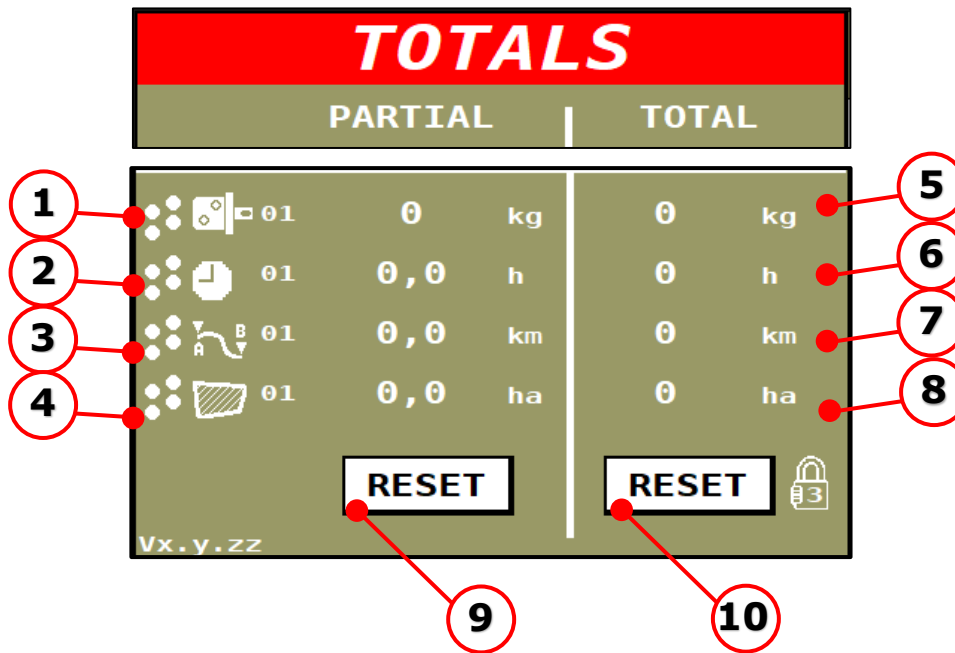 TOTALS
PARTIAL TOTAL
1 01 0 kg 0 kg 5
2 01 0,0 h 0 h 6
3 A B 01 0,0 km 0 km 7
4 01 0,0 ha 0 ha 8
RESET RESET 3
Vx.y.zz
9 10